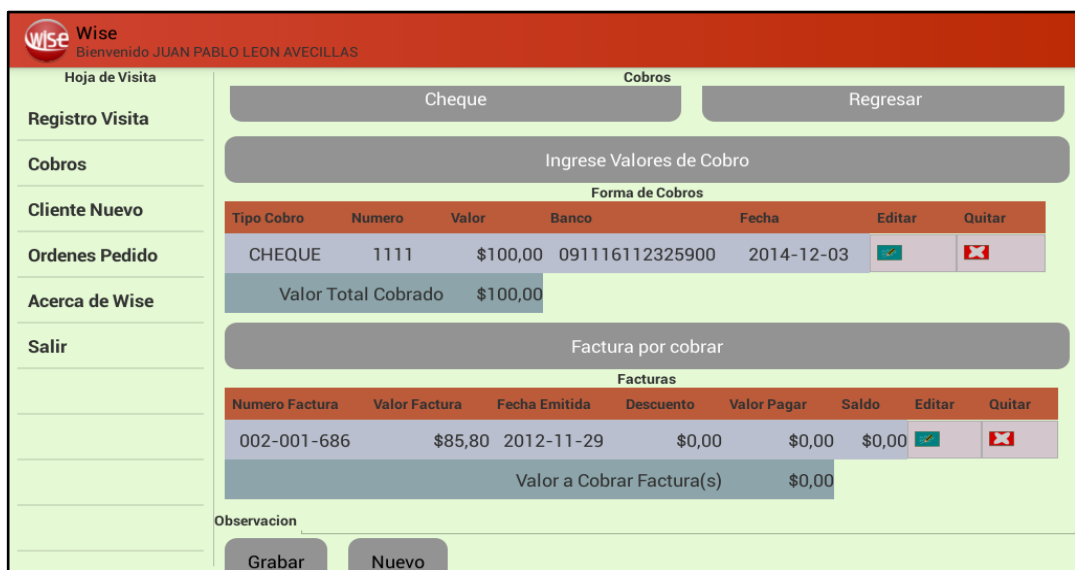 wise Wise
Bienvenido JUAN PABLO LEON AVECILLAS
Hoja de Visita
Registro Visita
Cobros
Cliente Nuevo
Ordenes Pedido
Acerca de Wise
Salir
Cobros
Cheque Regresar
Ingrese Valores de Cobro
Forma de Cobros
Tipo Cobro Numero Valor Banco Fecha Editar Quitar
CHEQUE 1111 $100,00 091116112325900 2014-12-03
Valor Total Cobrado $100,00
Factura por cobrar
Facturas
Numero Factura Valor Factura Fecha Emitida Descuento Valor Pagar Saldo Editar Quitar
002-001-686 $85,80 2012-11-29 $0,00 $0,00 $0,00
Valor a Cobrar Factura(s) $0,00
Observacion
Grabar Nuevo